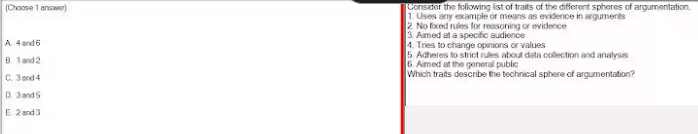 (Choose 1 answer)
A. 4 and 6
B. 1 and 2
C. 3 and 4
D. 3 and 5
E. 2 and 3
Consider the following list of traits of the different spheres of argumentation.
1. Uses any example or means as evidence in arguments
2. No fixed rules for reasoning or evidence
3. Aimed at a specific audience
4. Tries to change opinions or values
5. Adheres to strict rules about data collection and analysis
6. Aimed at the general public
Which traits describe the technical sphere of argumentation?